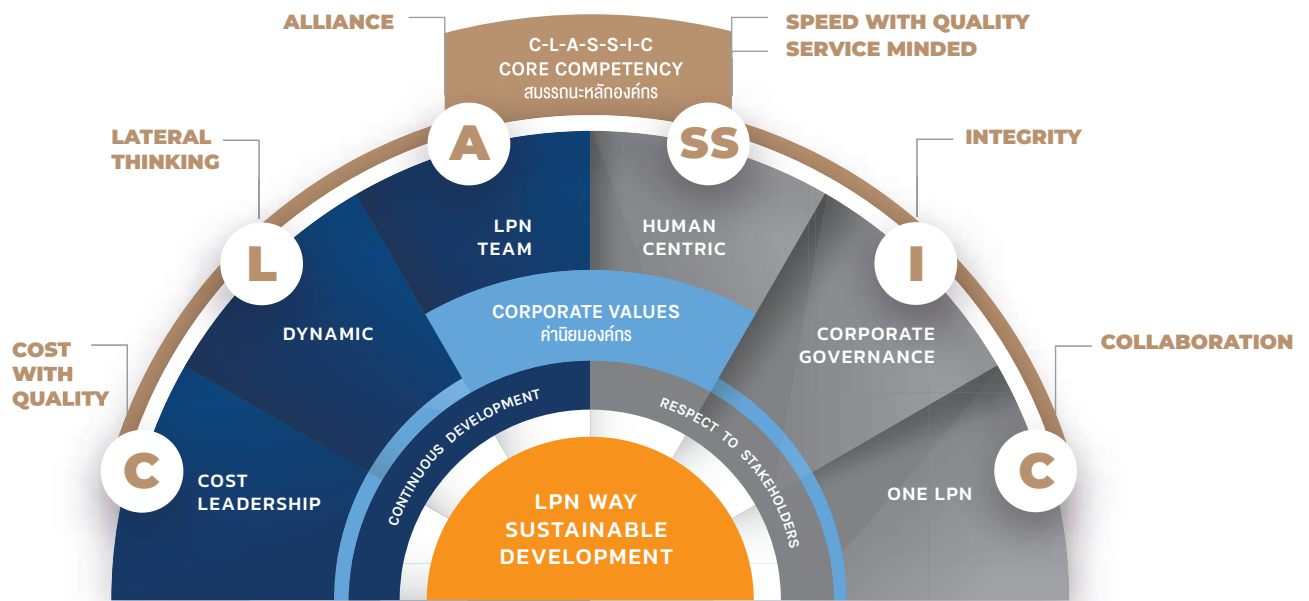 ALLIANCE
SPEED WITH QUALITY
SERVICE MINDED
C-L-A-S-S-I-C
CORE COMPETENCY
สมรรถนะหลักองค์กร
LATERAL
THINKING
A
SS
INTEGRITY
LPN
TEAM
HUMAN
CENTRIC
L
I
CORPORATE VALUES
ค่านิยมองค์กร
DYNAMIC
CORPORATE
GOVERNANCE
COST
WITH
QUALITY
COLLABORATION
CONTINUOUS DEVELOPMENT
RESPECT TO STAKEHOLDERS
C
COST
LEADERSHIP
ONE LPN
C
LPN WAY
SUSTAINABLE
DEVELOPMENT